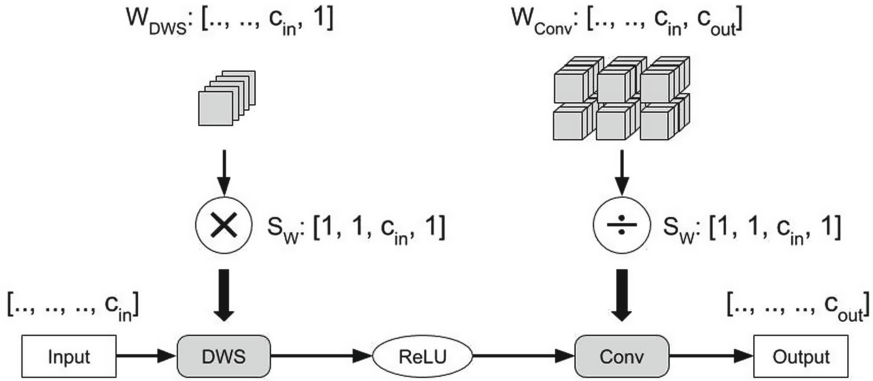 W_DWS: [.., .., c_in, 1]
W_Conv: [.., .., c_in, c_out]
× S_W: [1, 1, c_in, 1]
÷ S_W: [1, 1, c_in, 1]
[.., .., .., c_in]
[.., .., .., c_out]
Input
DWS
ReLU
Conv
Output